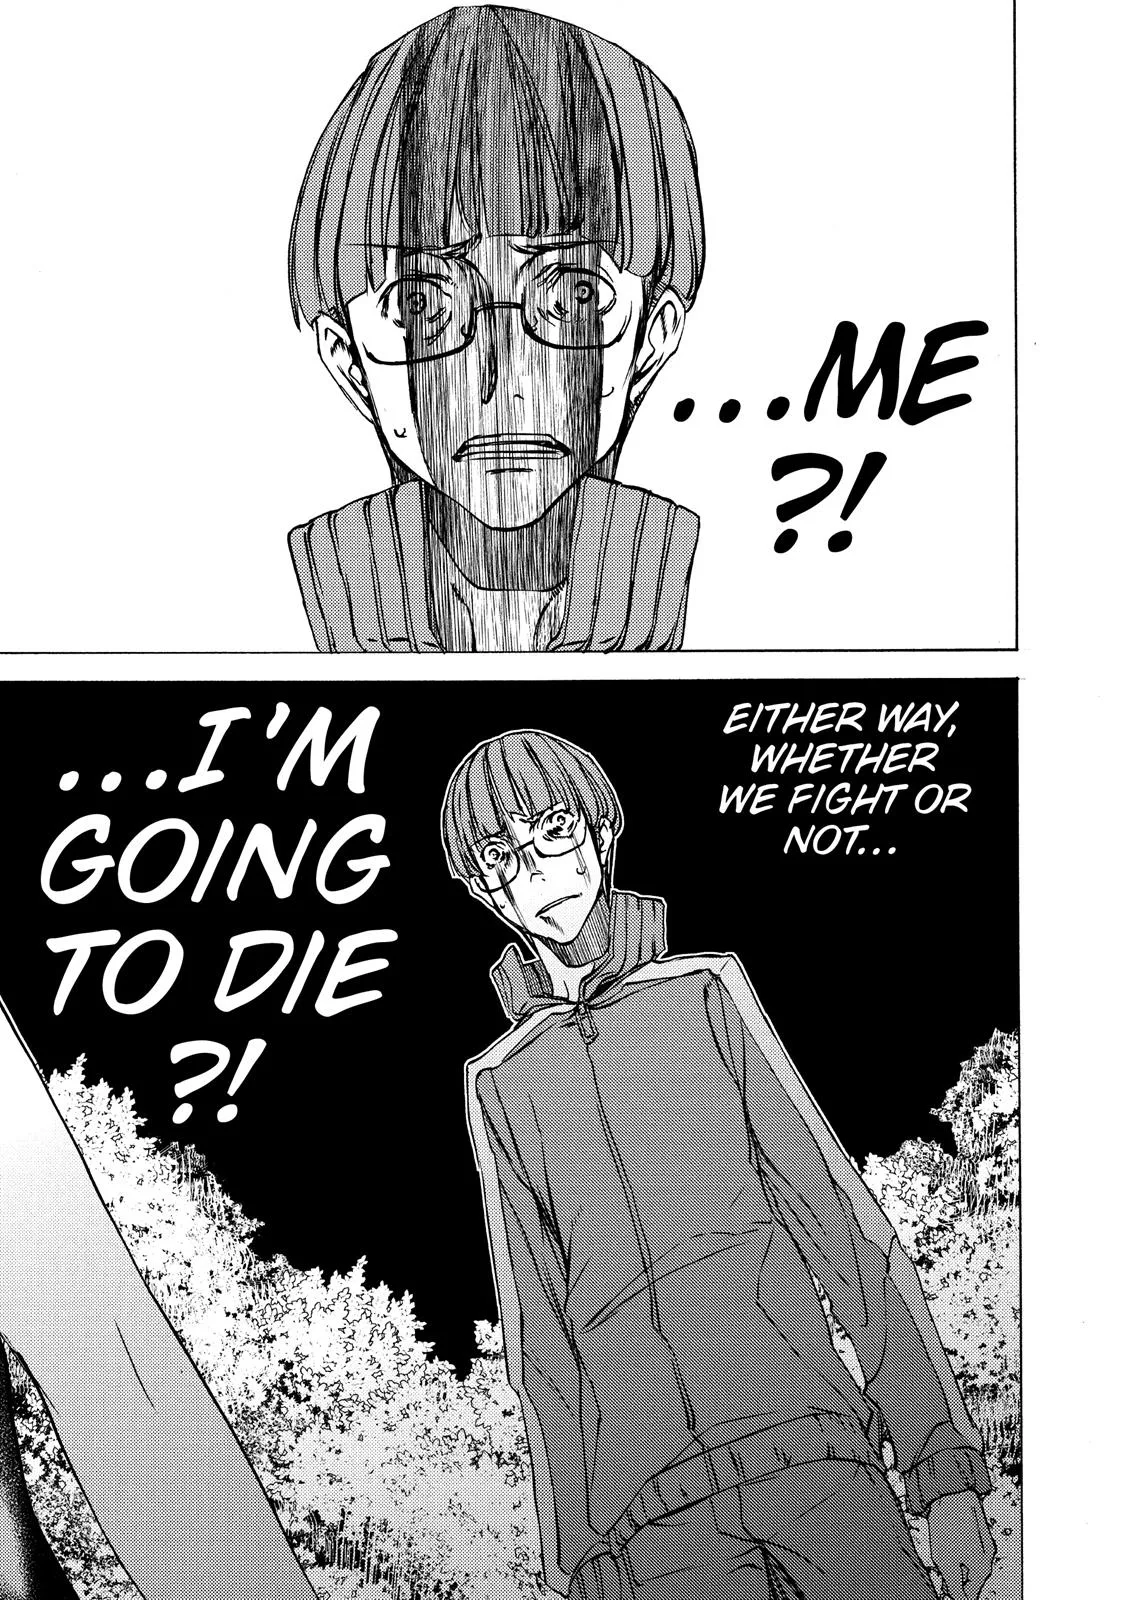 ...ME
?!
EITHER WAY,
WHETHER
WE FIGHT OR
NOT...
...I'M
GOING
TO DIE
?!